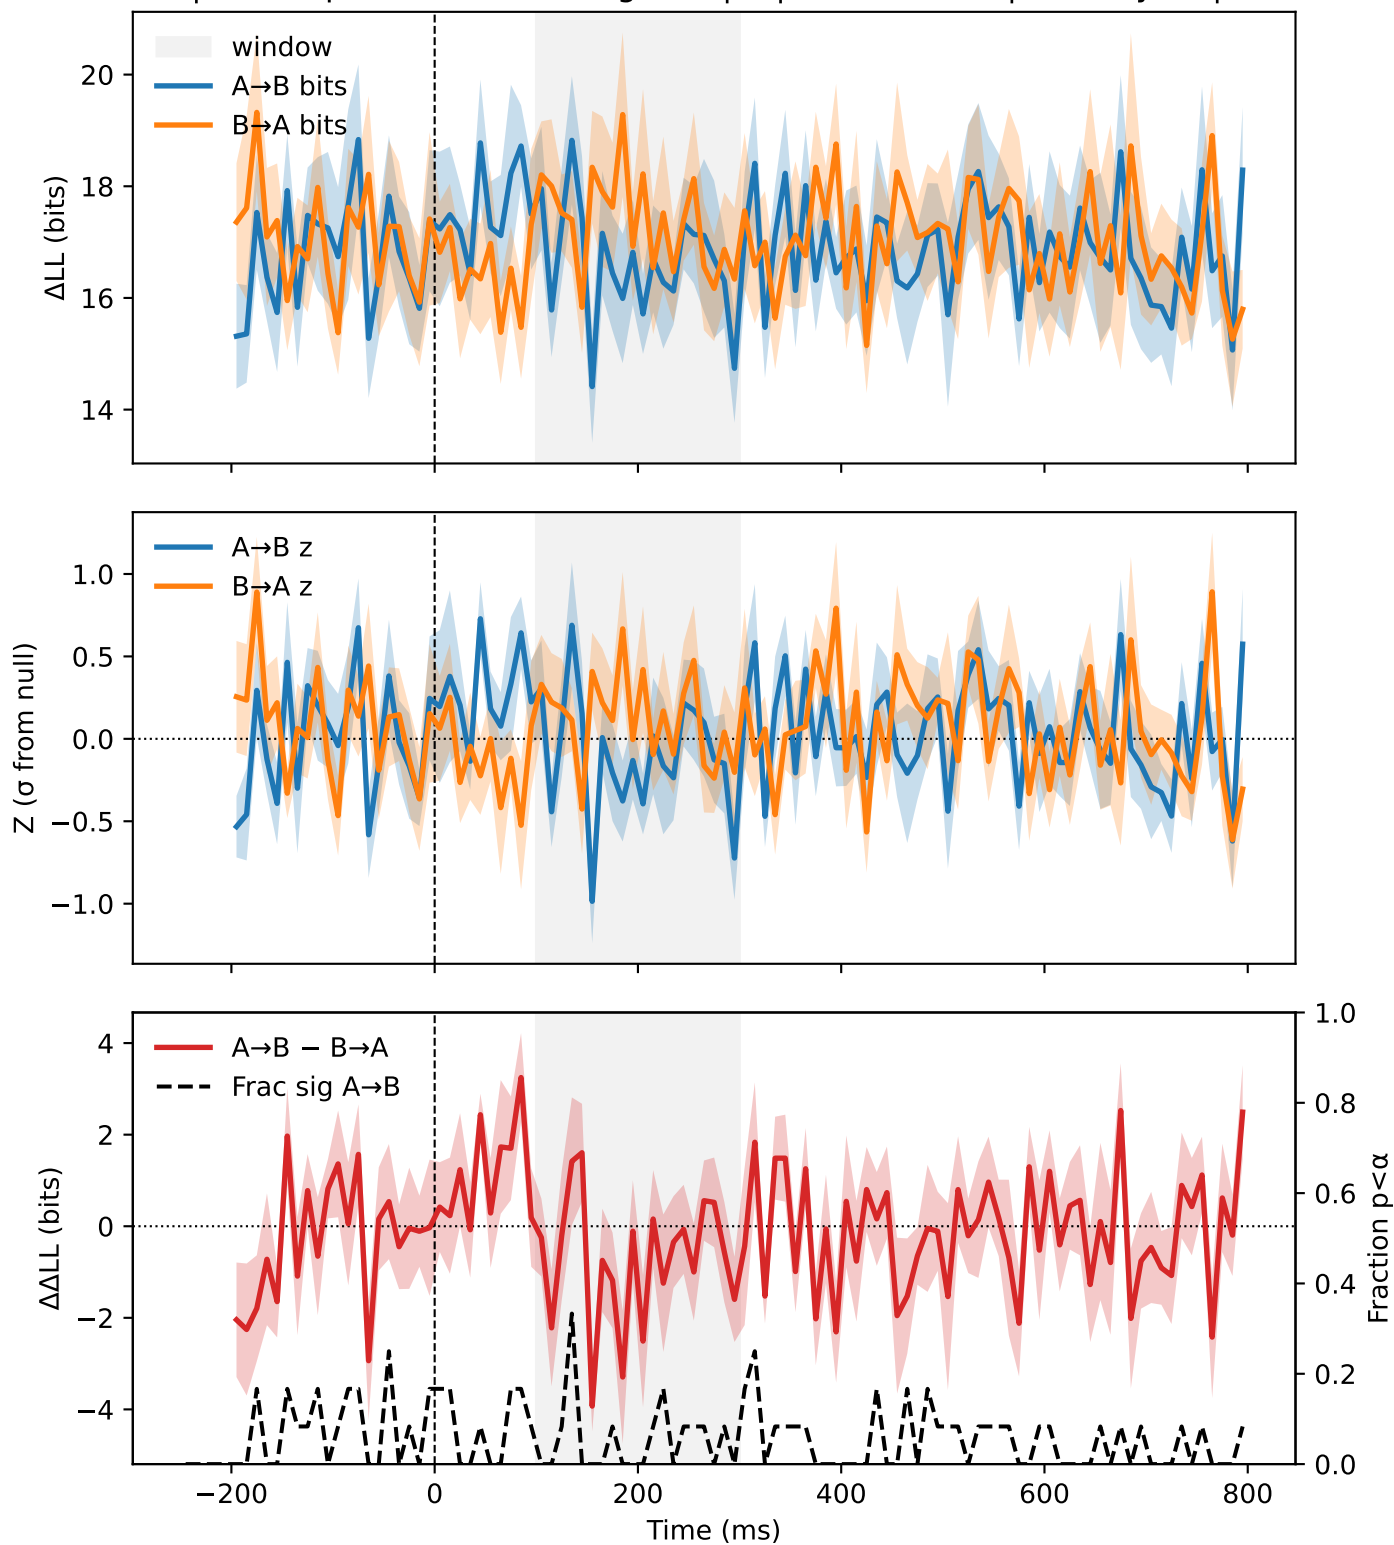 window
A→B bits
B→A bits
20
18
16
14
ΔLL (bits)
A→B z
B→A z
1.0
0.5
0.0
−0.5
−1.0
Z (σ from null)
A→B − B→A
Frac sig A→B
4
2
0
−2
−4
ΔΔLL (bits)
1.0
0.8
0.6
0.4
0.2
0.0
Fraction p<α
−200
0
200
400
600
800
Time (ms)